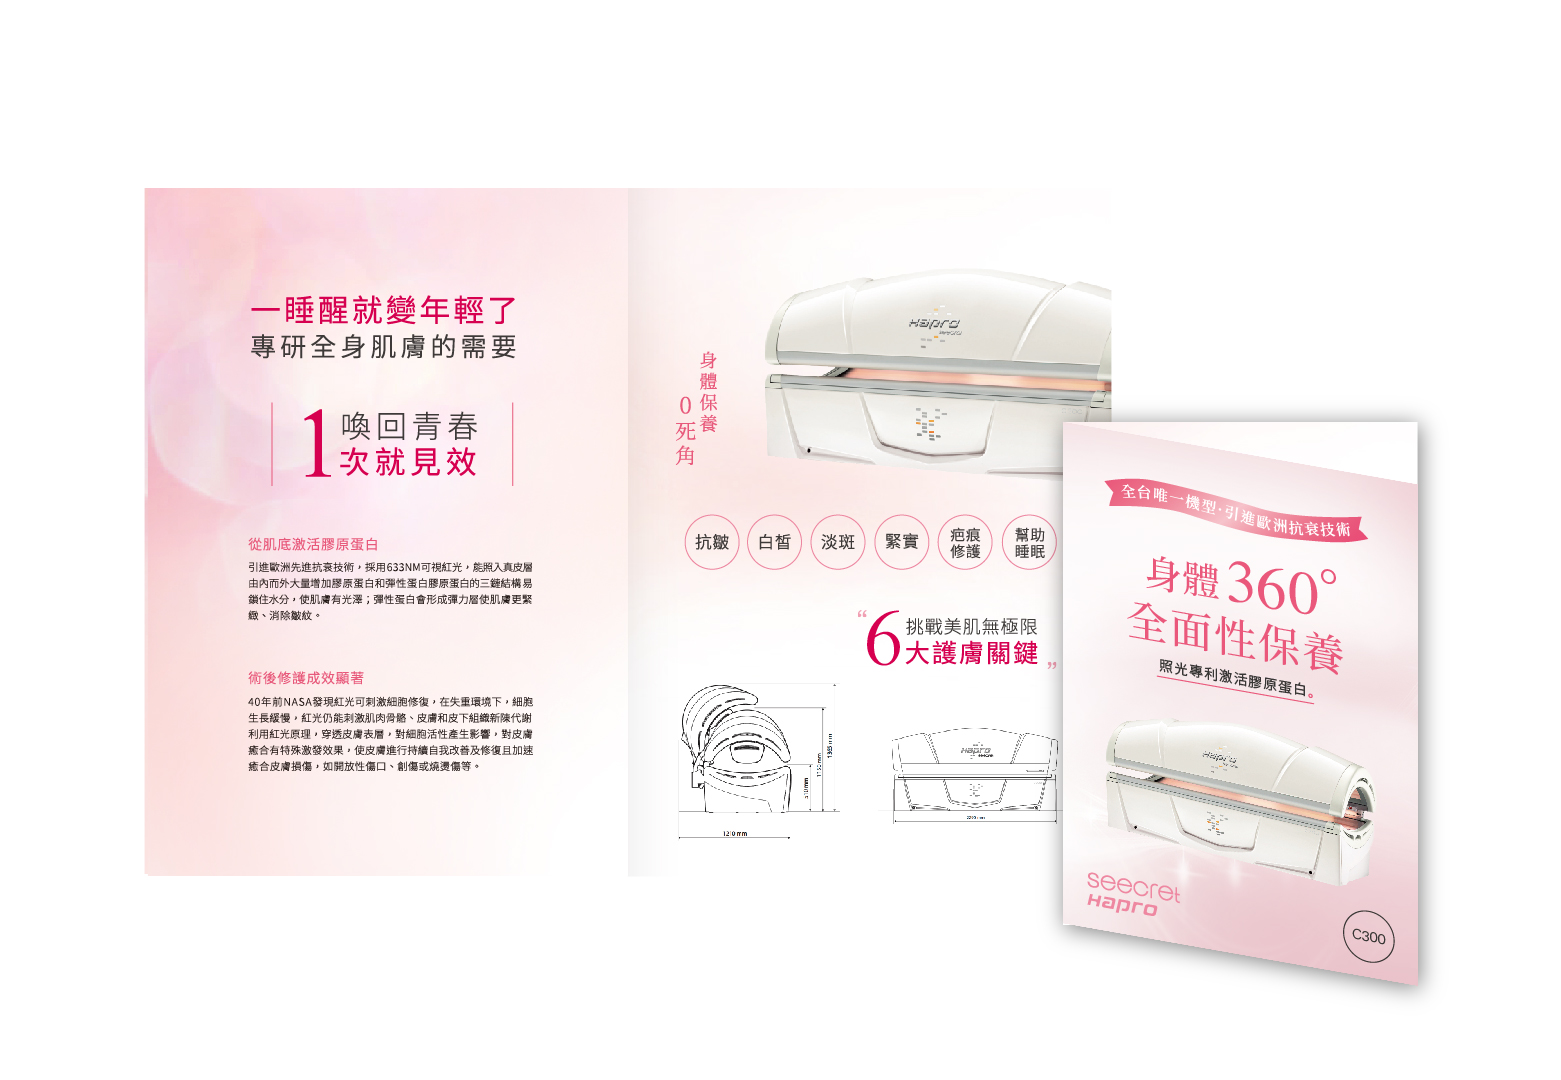 一睡醒就變年輕了
專研全身肌膚的需要
1 喚回青春
次就見效
從肌底激活膠原蛋白
引進歐洲先進抗衰技術，採用633NM可視紅光，能照入真皮層
由內而外大量增加膠原蛋白和彈性蛋白膠原蛋白的三鏈結構易
鎖住水分，使肌膚有光澤；彈性蛋白會形成彈力層使肌膚更緊
緻、消除皺紋。
術後修護成效顯著
40年前NASA發現紅光可刺激細胞修復，在失重環境下，細胞
生長緩慢，紅光仍能刺激肌肉骨骼、皮膚和皮下組織新陳代謝
利用紅光原理，穿透皮膚表層，對細胞活性產生影響，對皮膚
癒合有特殊激發效果，使皮膚進行持續自我改善及修復且加速
癒合皮膚損傷，如開放性傷口、創傷或燒燙傷等。
Hapro
身體保養
0死角
抗皺
白皙
淡斑
緊實
疤痕
修護
幫助
睡眠
“6 挑戰美肌無極限
大護膚關鍵”
1210 mm
Hapro
全台唯一機型·引進歐洲抗衰技術
身體360°
全面性保養
照光專利激活膠原蛋白。
Hapro
seecret
Hapro
C300